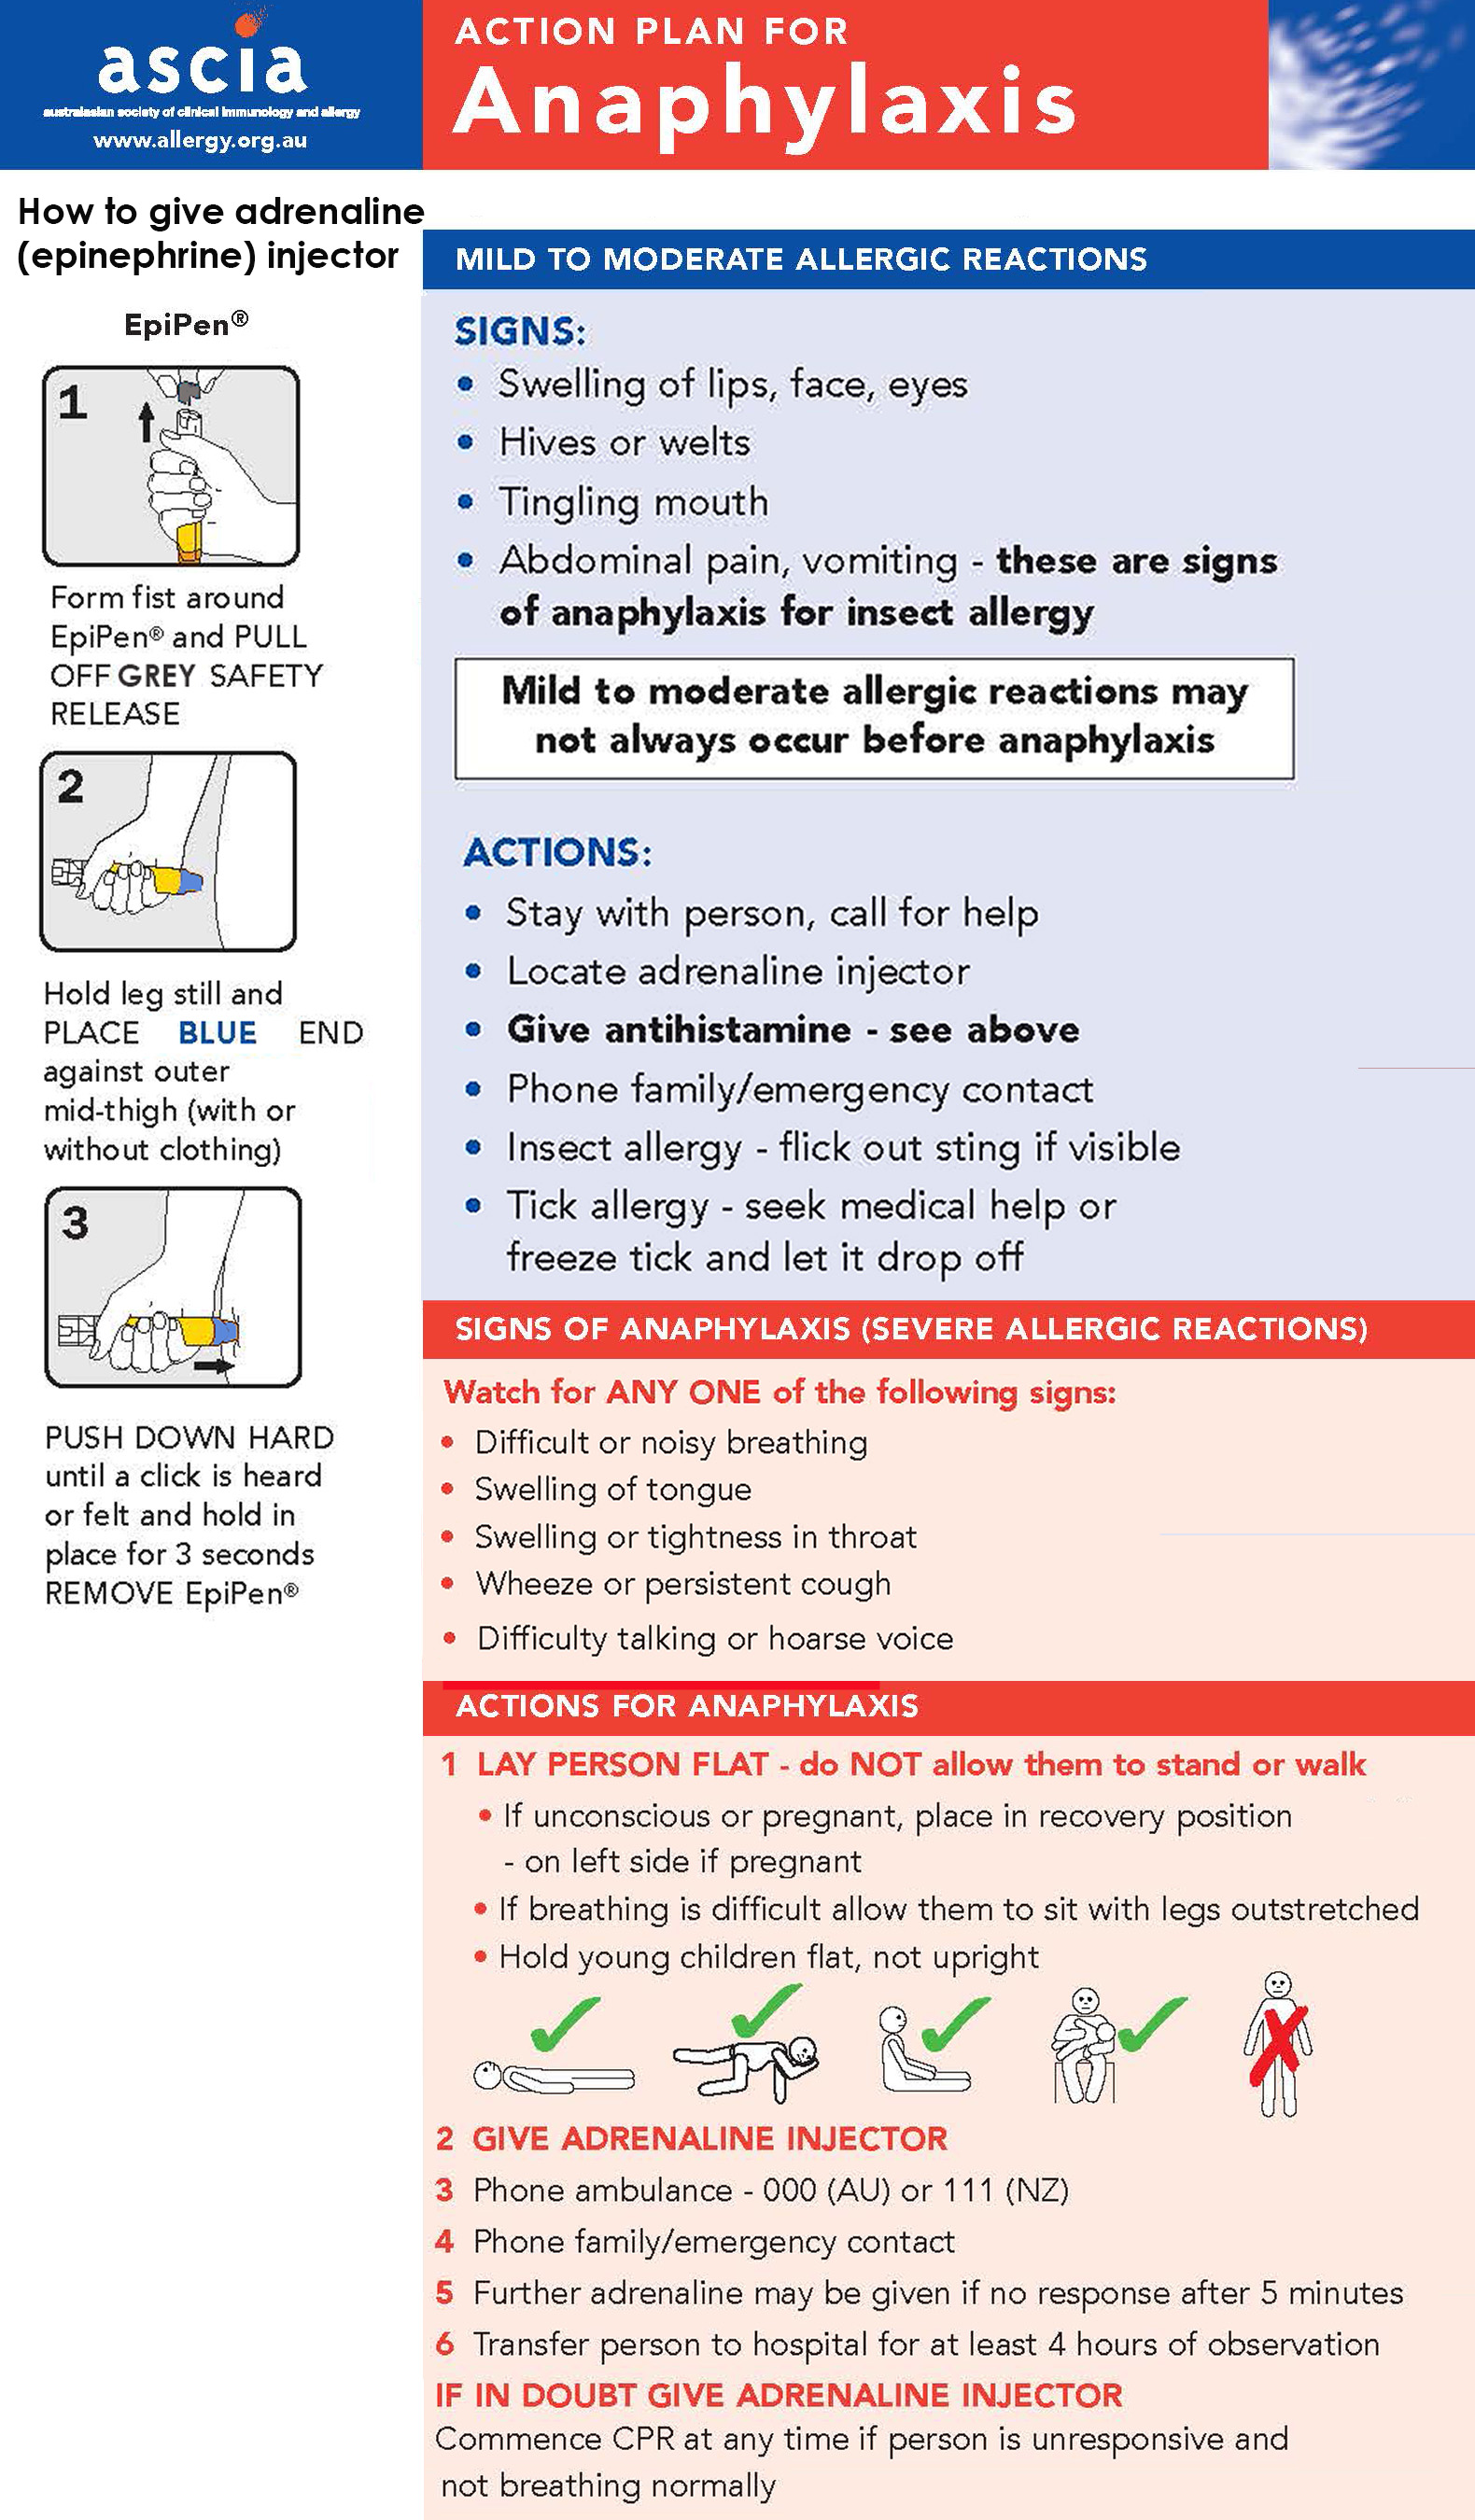 ascia
australasian society of clinical immunology and allergy
www.allergy.org.au
ACTION PLAN FOR
Anaphylaxis
How to give adrenaline
(epinephrine) injector
EpiPen®
1
Form fist around
EpiPen® and PULL
OFF GREY SAFETY
RELEASE
2
Hold leg still and
PLACE BLUE END
against outer
mid-thigh (with or
without clothing)
3
PUSH DOWN HARD
until a click is heard
or felt and hold in
place for 3 seconds
REMOVE EpiPen®
MILD TO MODERATE ALLERGIC REACTIONS
SIGNS:
• Swelling of lips, face, eyes
• Hives or welts
• Tingling mouth
• Abdominal pain, vomiting - these are signs
of anaphylaxis for insect allergy
Mild to moderate allergic reactions may
not always occur before anaphylaxis
ACTIONS:
• Stay with person, call for help
• Locate adrenaline injector
• Give antihistamine - see above
• Phone family/emergency contact
• Insect allergy - flick out sting if visible
• Tick allergy - seek medical help or
freeze tick and let it drop off
SIGNS OF ANAPHYLAXIS (SEVERE ALLERGIC REACTIONS)
Watch for ANY ONE of the following signs:
• Difficult or noisy breathing
• Swelling of tongue
• Swelling or tightness in throat
• Wheeze or persistent cough
• Difficulty talking or hoarse voice
ACTIONS FOR ANAPHYLAXIS
1 LAY PERSON FLAT - do NOT allow them to stand or walk
• If unconscious or pregnant, place in recovery position
- on left side if pregnant
• If breathing is difficult allow them to sit with legs outstretched
• Hold young children flat, not upright
2 GIVE ADRENALINE INJECTOR
3 Phone ambulance - 000 (AU) or 111 (NZ)
4 Phone family/emergency contact
5 Further adrenaline may be given if no response after 5 minutes
6 Transfer person to hospital for at least 4 hours of observation
IF IN DOUBT GIVE ADRENALINE INJECTOR
Commence CPR at any time if person is unresponsive and
not breathing normally